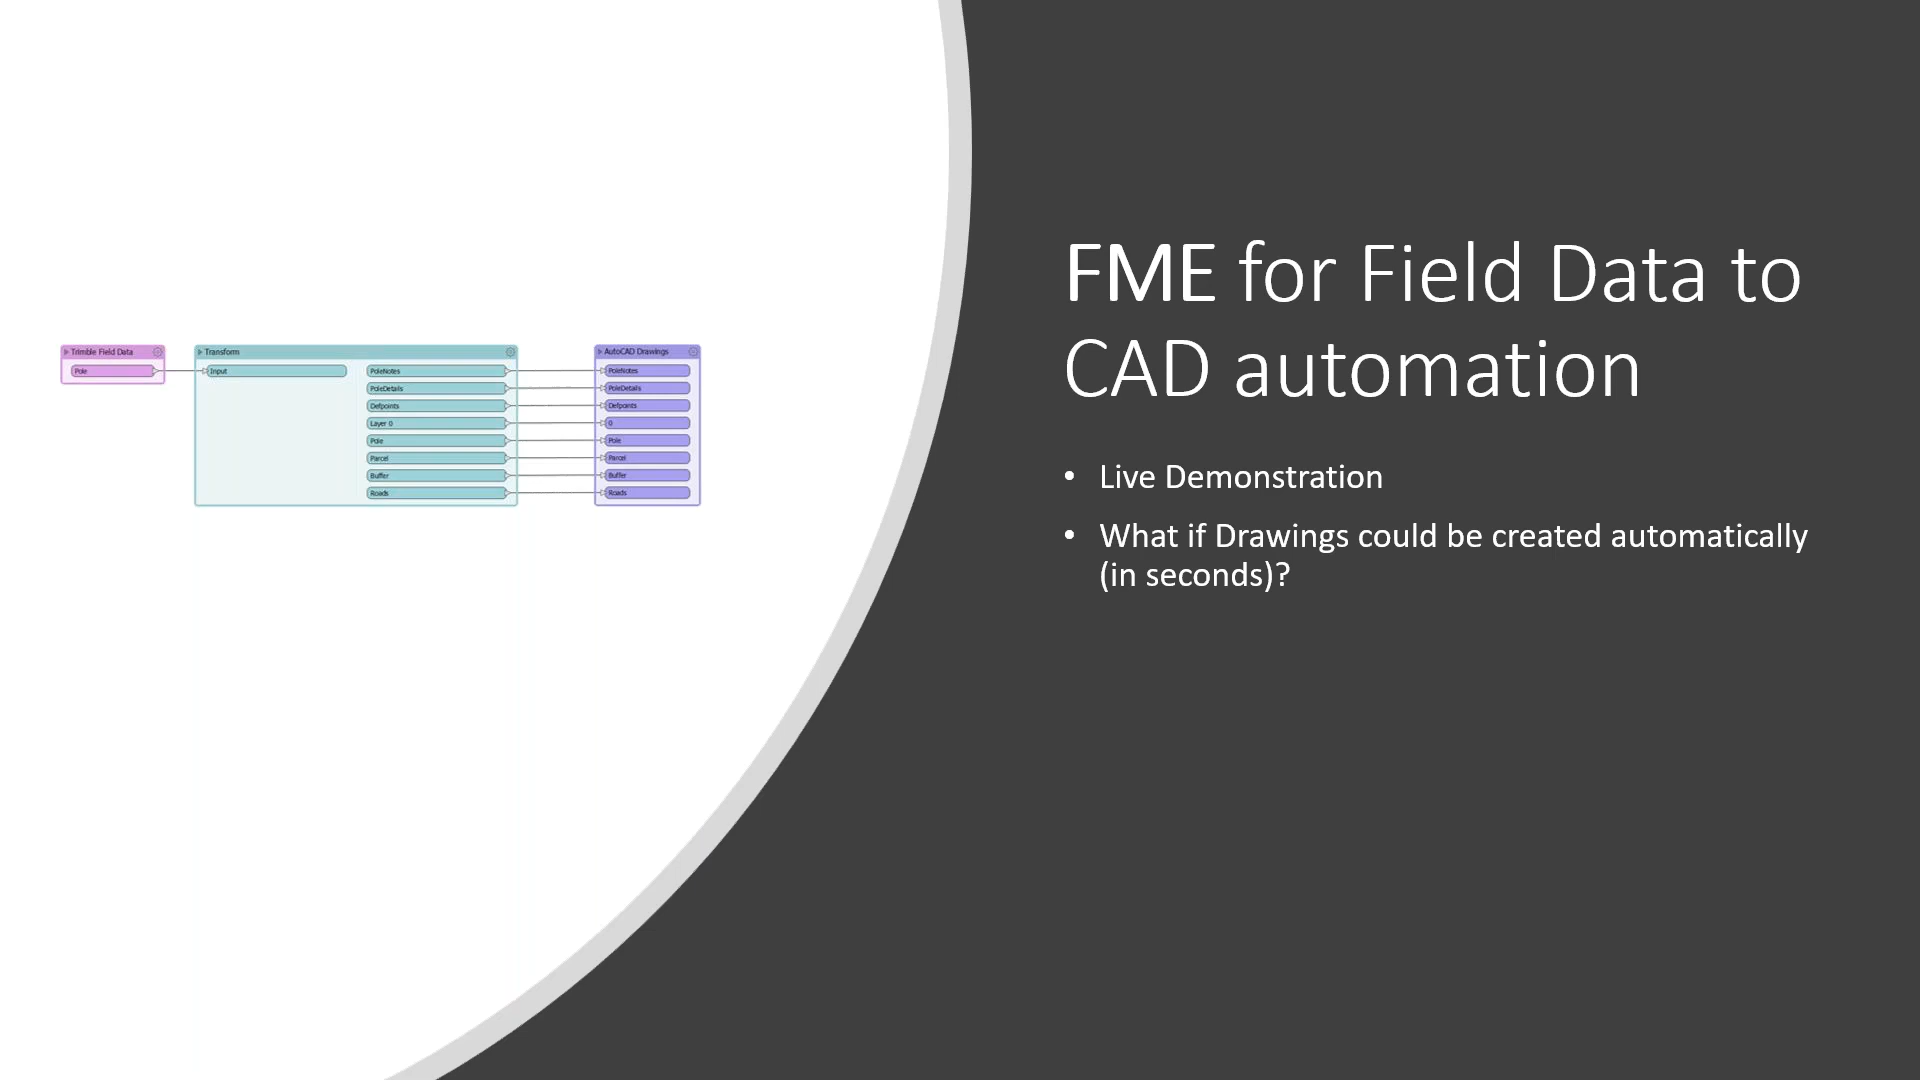 FME for Field Data to
CAD automation
• Live Demonstration
• What if Drawings could be created automatically
(in seconds)?
Trimble Field Data
Pole
Transform
Input
PoleNotes
PoleDetails
Defpoints
Layer 0
Pole
Parcel
Buffer
Roads
AutoCAD Drawings
PoleNotes
PoleDetails
Defpoints
0
Pole
Parcel
Buffer
Roads